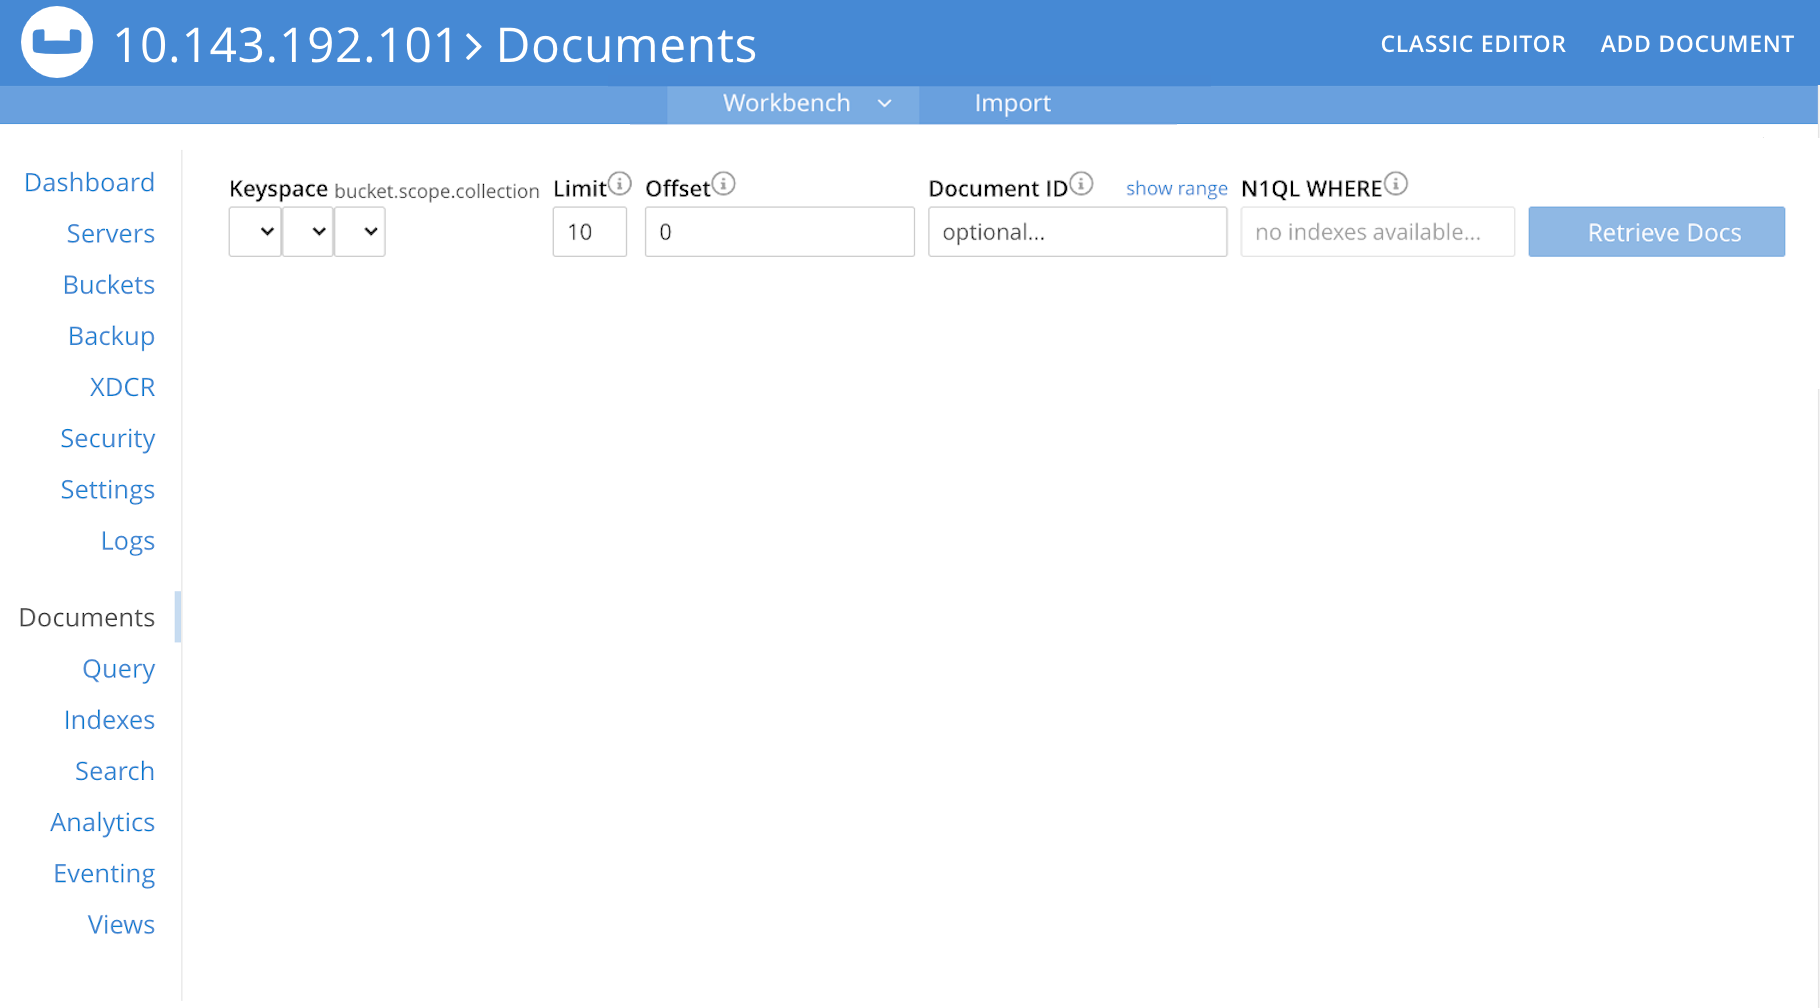 10.143.192.101 > Documents
CLASSIC EDITOR
ADD DOCUMENT
Workbench
Import
Dashboard
Servers
Buckets
Backup
XDCR
Security
Settings
Logs
Documents
Query
Indexes
Search
Analytics
Eventing
Views
Keyspace bucket.scope.collection
Limit
10
Offset
0
Document ID
show range
optional...
N1QL WHERE
no indexes available...
Retrieve Docs